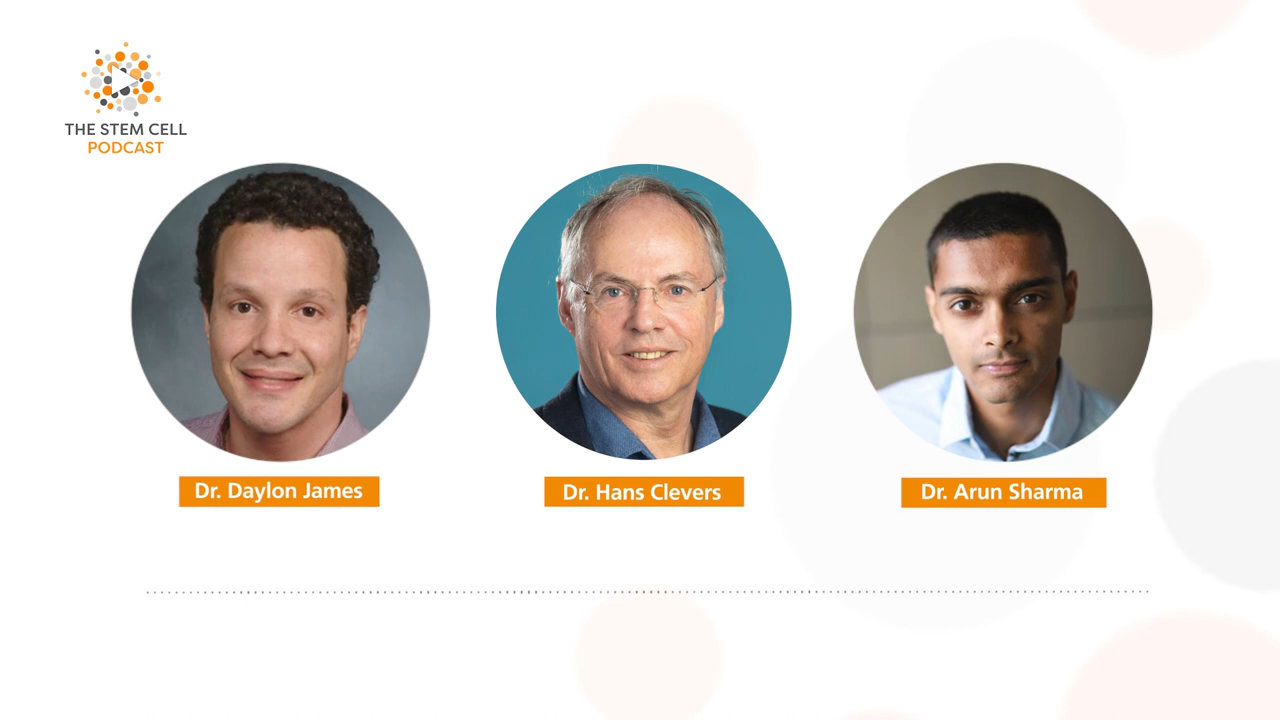 THE STEM CELL
PODCAST
Dr. Daylon James
Dr. Hans Clevers
Dr. Arun Sharma